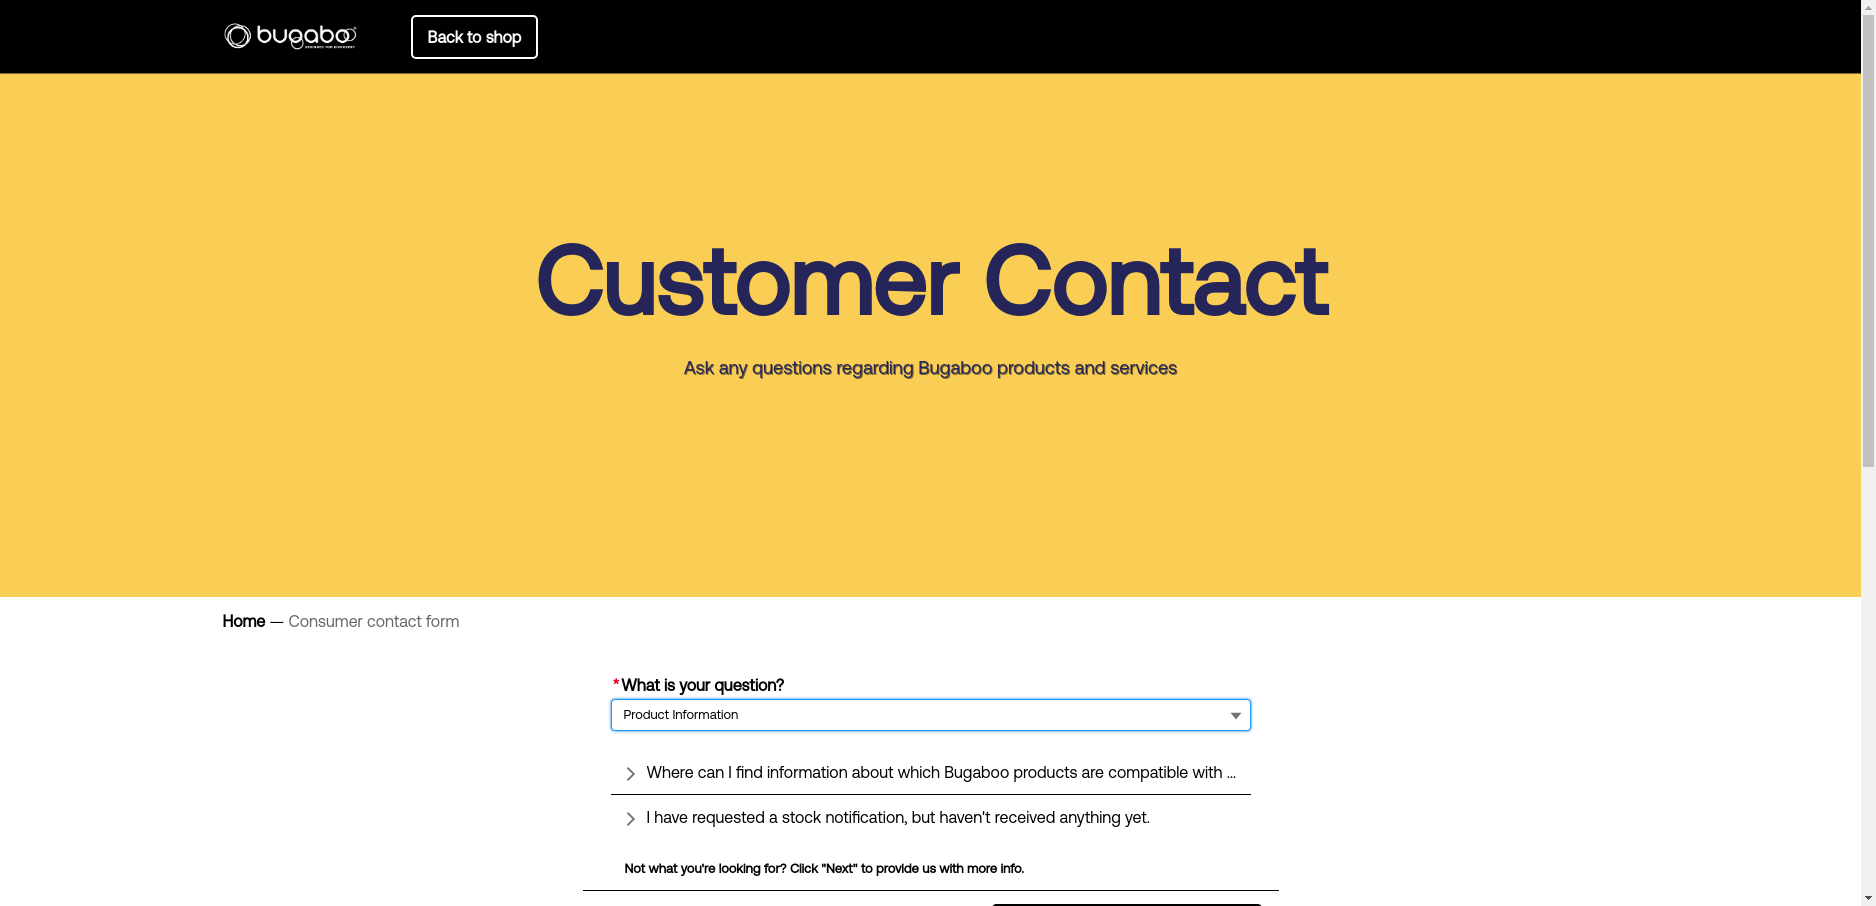 bugaboo
DESIGNED FOR DISCOVERY
Back to shop
Customer Contact
Ask any questions regarding Bugaboo products and services
Home — Consumer contact form
*What is your question?
Product Information
Where can I find information about which Bugaboo products are compatible with ...
I have requested a stock notification, but haven't received anything yet.
Not what you're looking for? Click "Next" to provide us with more info.